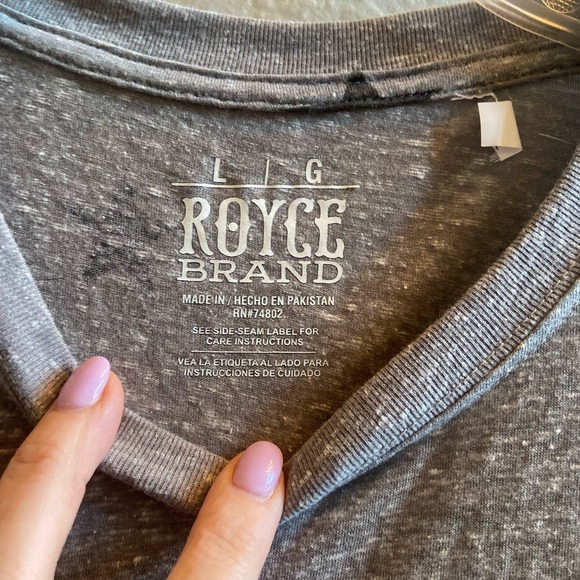 L | G
ROYCE
BRAND
MADE IN / HECHO EN PAKISTAN
RN#74802
SEE SIDE-SEAM LABEL FOR
CARE INSTRUCTIONS
VEA LA ETIQUETA AL LADO PARA
INSTRUCCIONES DE CUIDADO